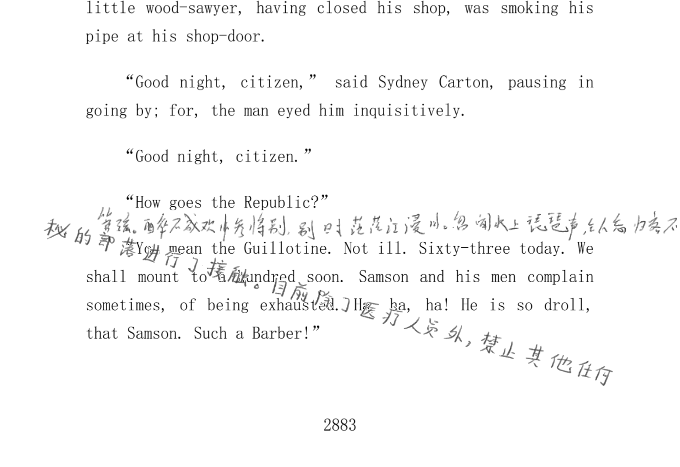 little wood-sawyer, having closed his shop, was smoking his
pipe at his shop-door.
“Good night, citizen,” said Sydney Carton, pausing in
going by; for, the man eyed him inquisitively.
“Good night, citizen.”
“How goes the Republic?”
管弦。醉不成欢惨将别,别时茫茫江浸月。忽闻水上琵琶声,主人忘归客不
秘的部落进行了接触。目前除了医疗人员外,禁止其他任何
“You mean the Guillotine. Not ill. Sixty-three today. We
shall mount to a hundred soon. Samson and his men complain
sometimes, of being exhausted. Ha, ha, ha! He is so droll,
that Samson. Such a Barber!”
2883